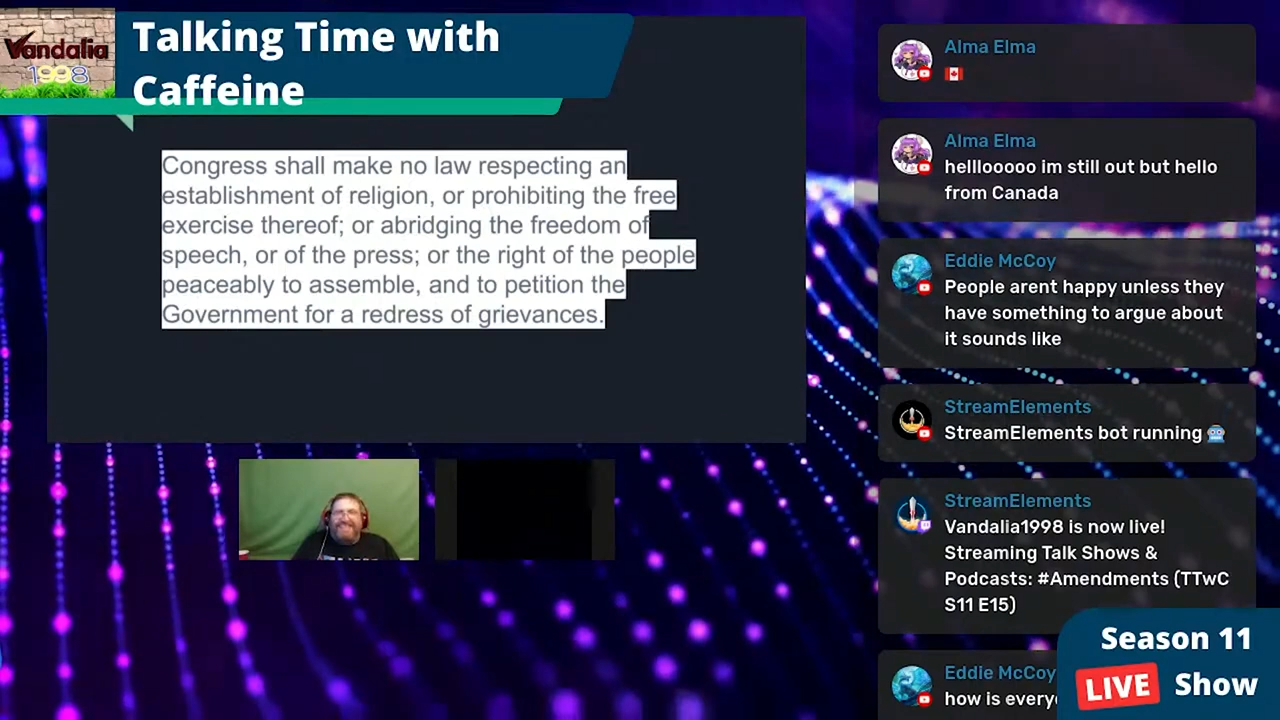 Vandalia
1998
Talking Time with
Caffeine
Congress shall make no law respecting an
establishment of religion, or prohibiting the free
exercise thereof; or abridging the freedom of
speech, or of the press; or the right of the people
peaceably to assemble, and to petition the
Government for a redress of grievances.
Alma Elma
Alma Elma
hellloooo im still out but hello
from Canada
Eddie McCoy
People arent happy unless they
have something to argue about
it sounds like
StreamElements
StreamElements bot running
StreamElements
Vandalia1998 is now live!
Streaming Talk Shows &
Podcasts: #Amendments (TTwC
S11 E15)
Eddie McCoy
how is
Season 11
LIVE Show